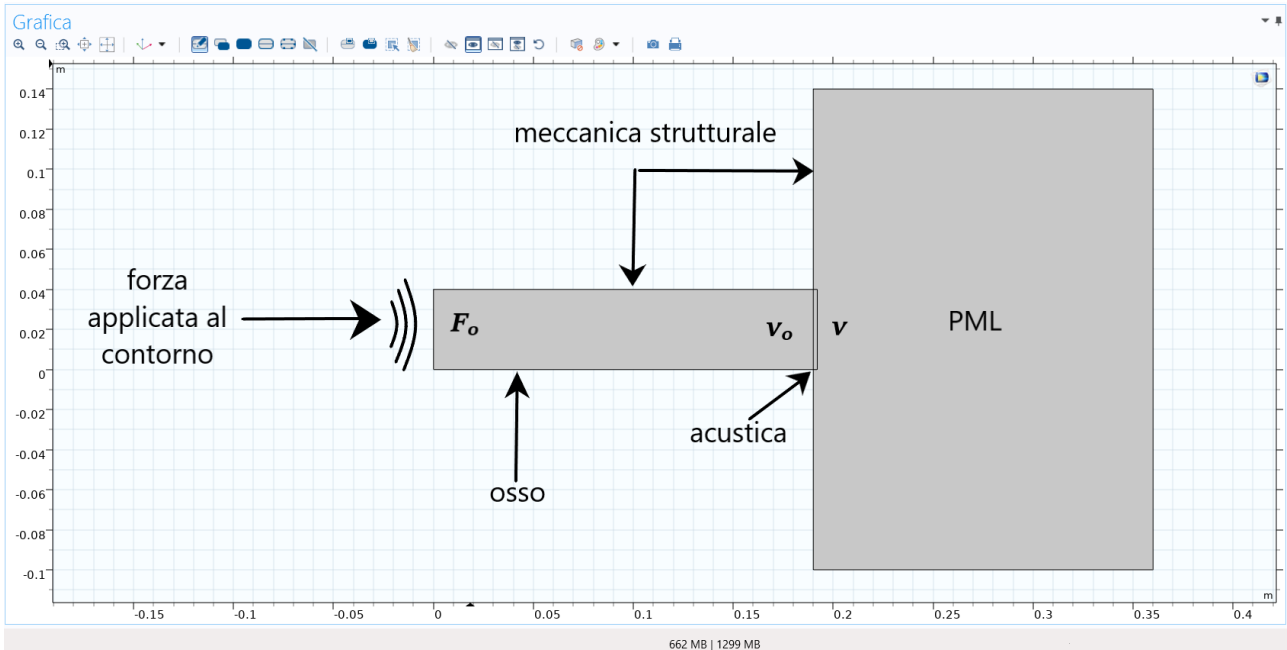 Grafica
m
0.14
0.12
0.1
0.08
0.06
0.04
0.02
0
-0.02
-0.04
-0.06
-0.08
-0.1
meccanica strutturale
forza
applicata al
contorno
Fo
vo
v
PML
acustica
osso
-0.15
-0.1
-0.05
0
0.05
0.1
0.15
0.2
0.25
0.3
0.35
0.4
m
662 MB | 1299 MB